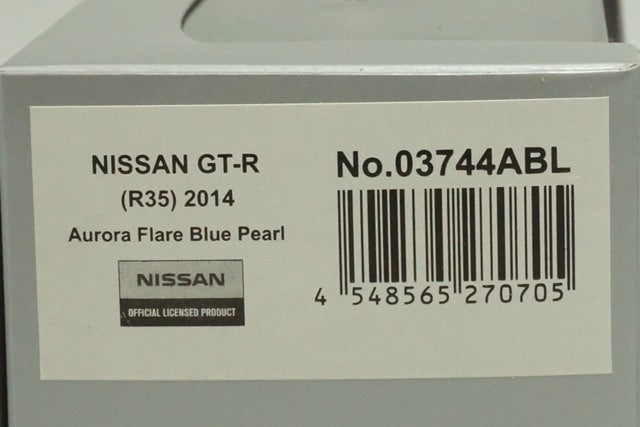 NISSAN GT-R
(R35) 2014
Aurora Flare Blue Pearl
NISSAN
OFFICIAL LICENSED PRODUCT
No.03744ABL
4 548565 270705